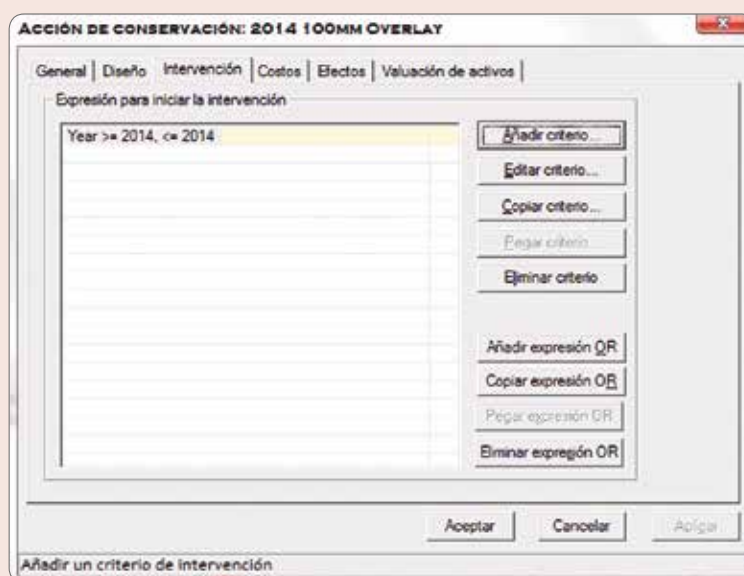 ACCIÓN DE CONSERVACIÓN: 2014 100MM OVERLAY
General | Diseño | Intervención | Costos | Efectos | Valuación de activos |
Expresión para iniciar la intervención
Year >= 2014, <= 2014
Añadir criterio...
Editar criterio...
Copiar criterio...
Pegar criterio
Eliminar criterio
Añadir expresión OR
Copiar expresión OR
Pegar expresión OR
Eliminar expresión OR
Aceptar
Cancelar
Aplicar
Añadir un criterio de intervención